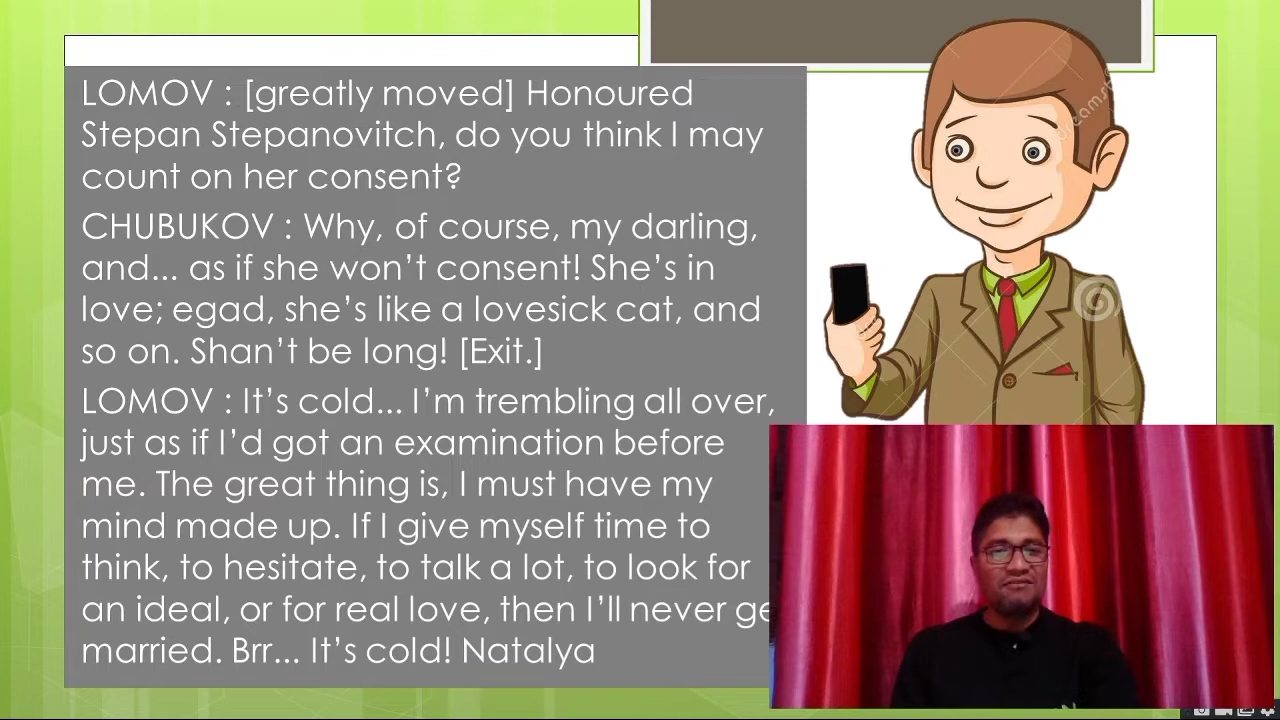 LOMOV : [greatly moved] Honoured
Stepan Stepanovitch, do you think I may
count on her consent?
CHUBUKOV : Why, of course, my darling,
and... as if she won’t consent! She’s in
love; egad, she’s like a lovesick cat, and
so on. Shan’t be long! [Exit.]
LOMOV : It’s cold... I’m trembling all over,
just as if I’d got an examination before
me. The great thing is, I must have my
mind made up. If I give myself time to
think, to hesitate, to talk a lot, to look for
an ideal, or for real love, then I’ll never ge
married. Brr... It’s cold! Natalya